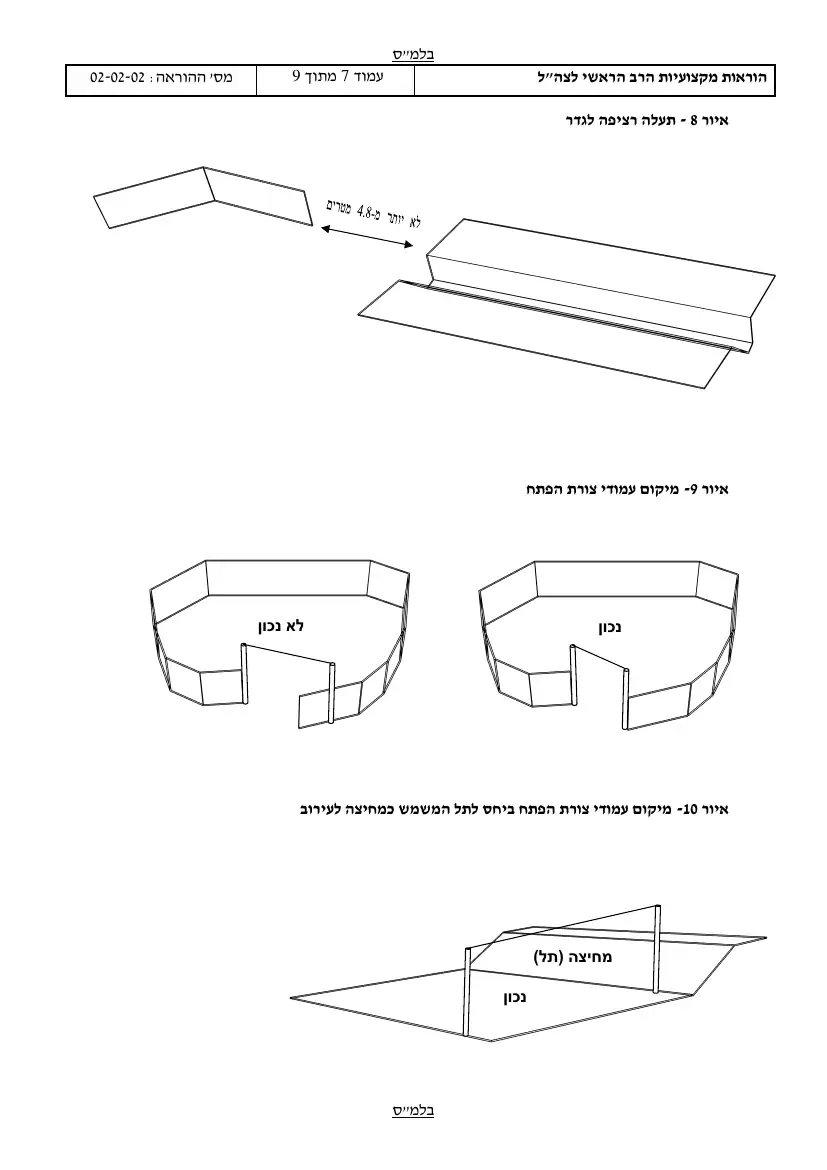 בלמ״ס
הוראות מקצועיות הרב הראשי לצה״ל
עמוד 7 מתוך 9
מס׳ ההוראה : 02-02-02
איור 8 - תעלה רציפה לגדר
לא יותר מ-4.8 מטרים
איור 9- מיקום עמודי צורת הפתח
נכון
לא נכון
איור 10- מיקום עמודי צורת הפתח ביחס לתל המשמש כמחיצה לעירוב
מחיצה (תל)
נכון
בלמ״ס